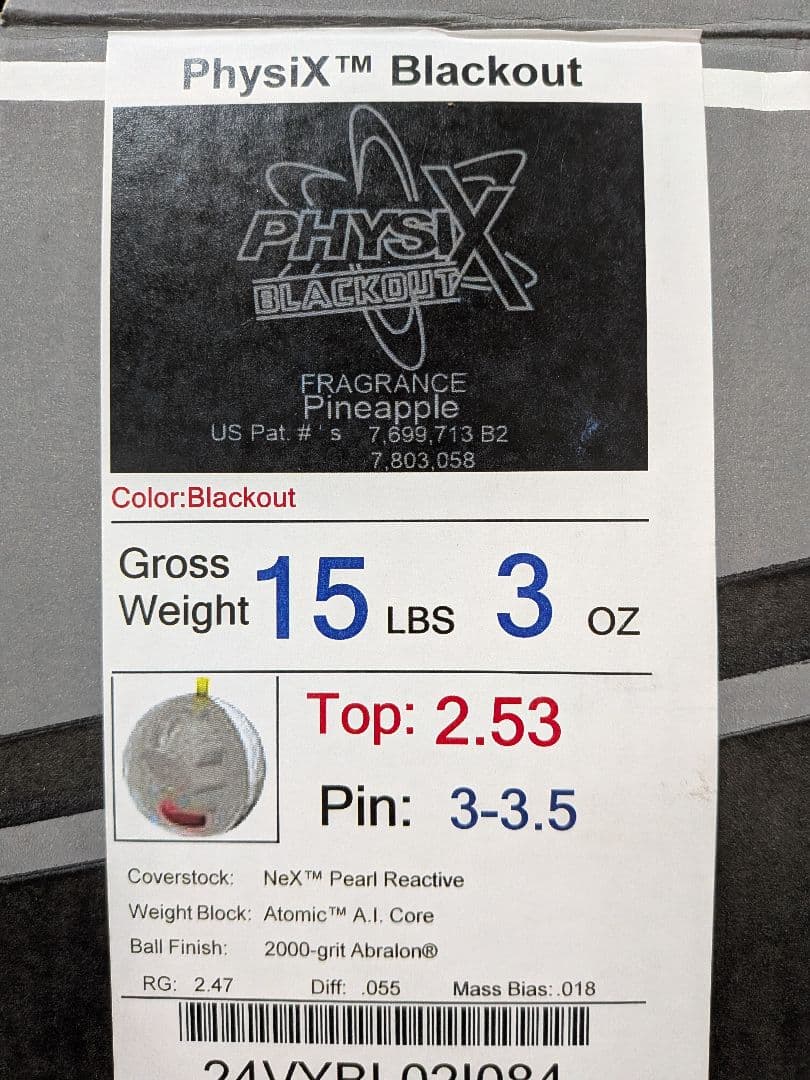 PhysiX™ Blackout
PHYSIX
BLACKOUT
FRAGRANCE
Pineapple
US Pat. # ' s 7,699,713 B2
7,803,058
Color:Blackout
Gross Weight 15 LBS 3 OZ
Top: 2.53
Pin: 3-3.5
Coverstock: NeX™ Pearl Reactive
Weight Block: Atomic™ A.I. Core
Ball Finish: 2000-grit Abralon®
RG: 2.47 Diff: .055 Mass Bias: .018